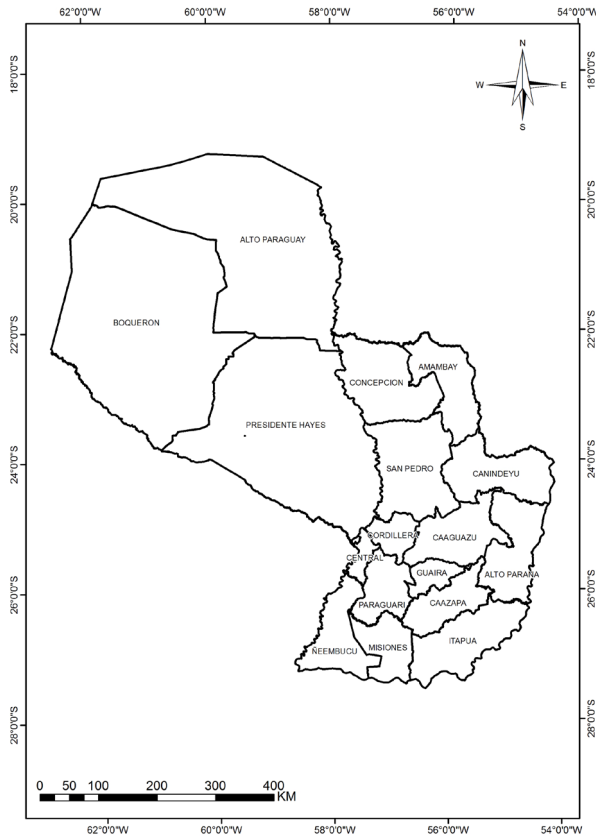 62°0'0"W 60°0'0"W 58°0'0"W 56°0'0"W 54°0'0"W
18°0'0"S
18°0'0"S
N
W E
S
20°0'0"S
20°0'0"S
ALTO PARAGUAY
BOQUERON
22°0'0"S
22°0'0"S
AMAMBAY
CONCEPCION
PRESIDENTE HAYES
24°0'0"S
24°0'0"S
SAN PEDRO
CANINDEYU
CORDILLERA
CAAGUAZU
CENTRAL
GUAIRA
ALTO PARANA
26°0'0"S
26°0'0"S
PARAGUARI
CAAZAPA
ITAPUA
ÑEEMBUCU
MISIONES
28°0'0"S
28°0'0"S
0 50 100 200 300 400
KM
62°0'0"W 60°0'0"W 58°0'0"W 56°0'0"W 54°0'0"W